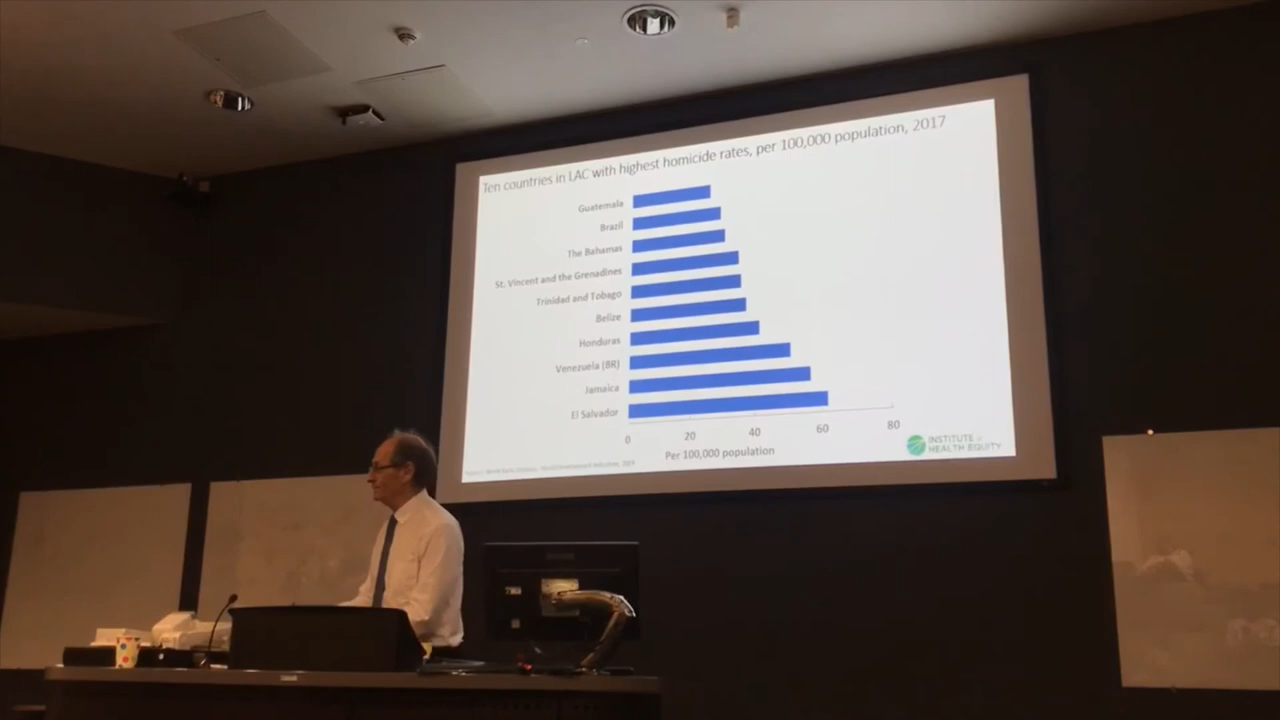 Ten countries in LAC with highest homicide rates, per 100,000 population, 2017
Guatemala
Brazil
The Bahamas
St. Vincent and the Grenadines
Trinidad and Tobago
Belize
Honduras
Venezuela (BR)
Jamaica
El Salvador
0 20 40 60 80
Per 100,000 population
INSTITUTE of
HEALTH EQUITY